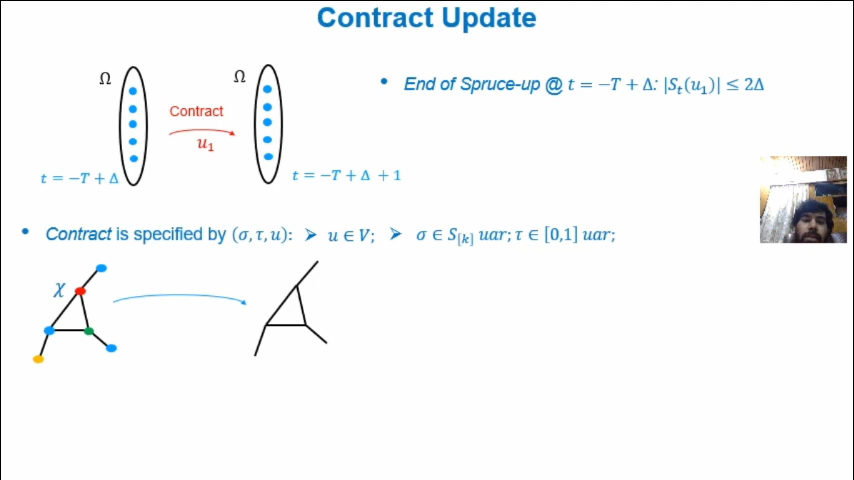 Contract Update
Ω
Ω
Contract
u₁
t = −T + Δ
t = −T + Δ + 1
• End of Spruce-up @ t = −T + Δ: |Sₜ(u₁)| ≤ 2Δ
• Contract is specified by (σ, τ, u): ➢ u ∈ V; ➢ σ ∈ S_[k] uar; τ ∈ [0,1] uar;
χ